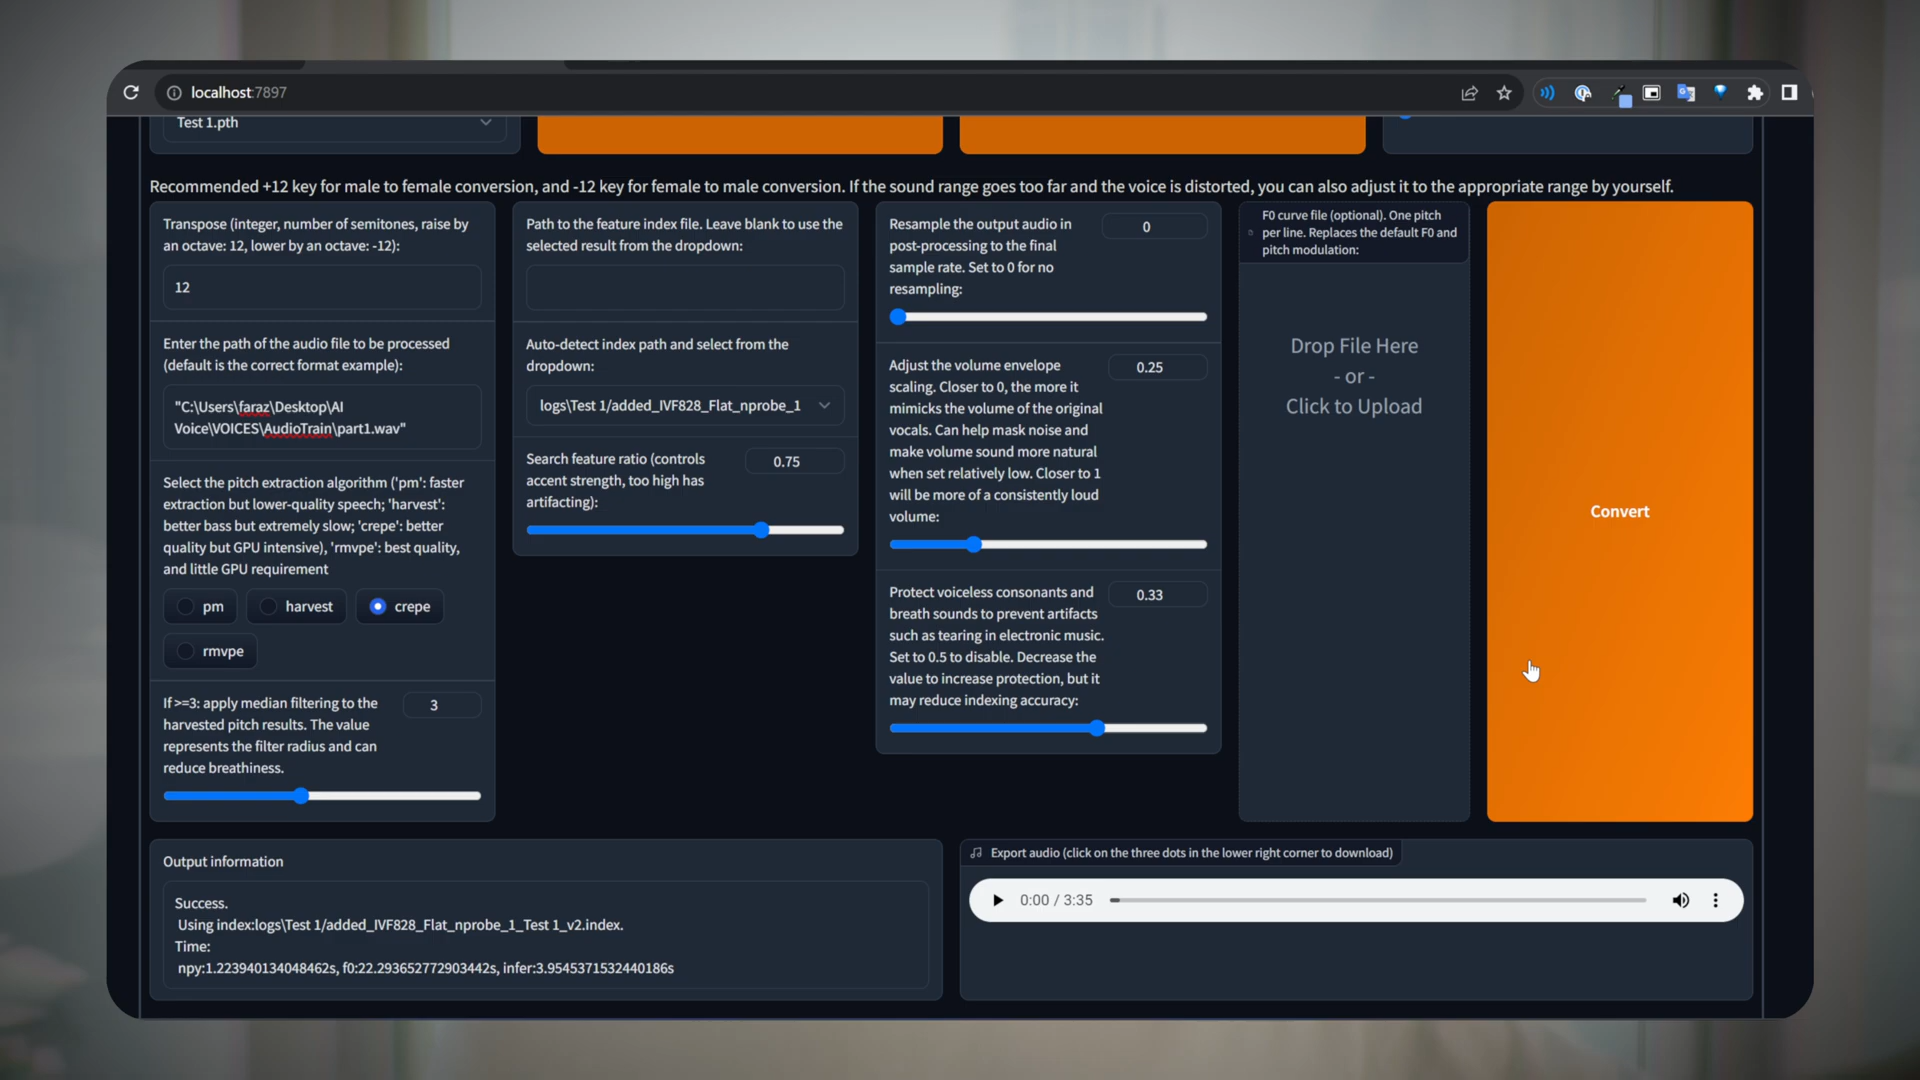 localhost:7897
Test 1.pth
Recommended +12 key for male to female conversion, and -12 key for female to male conversion. If the sound range goes too far and the voice is distorted, you can also adjust it to the appropriate range by yourself.
Transpose (integer, number of semitones, raise by
an octave: 12, lower by an octave: -12):
12
Enter the path of the audio file to be processed
(default is the correct format example):
"C:\Users\faraz\Desktop\AI
Voice\VOICES\AudioTrain\part1.wav"
Select the pitch extraction algorithm ('pm': faster
extraction but lower-quality speech; 'harvest':
better bass but extremely slow; 'crepe': better
quality but GPU intensive), 'rmvpe': best quality,
and little GPU requirement
pm
harvest
crepe
rmvpe
If >=3: apply median filtering to the
harvested pitch results. The value
represents the filter radius and can
reduce breathiness.
3
Path to the feature index file. Leave blank to use the
selected result from the dropdown:
Auto-detect index path and select from the
dropdown:
logs\Test 1/added_IVF828_Flat_nprobe_1
Search feature ratio (controls
accent strength, too high has
artifacting):
0.75
Resample the output audio in
post-processing to the final
sample rate. Set to 0 for no
resampling:
0
Adjust the volume envelope
scaling. Closer to 0, the more it
mimicks the volume of the original
vocals. Can help mask noise and
make volume sound more natural
when set relatively low. Closer to 1
will be more of a consistently loud
volume:
0.25
Protect voiceless consonants and
breath sounds to prevent artifacts
such as tearing in electronic music.
Set to 0.5 to disable. Decrease the
value to increase protection, but it
may reduce indexing accuracy:
0.33
F0 curve file (optional). One pitch
per line. Replaces the default F0 and
pitch modulation:
Drop File Here
- or -
Click to Upload
Convert
Output information
Success.
Using index:logs\Test 1/added_IVF828_Flat_nprobe_1_Test 1_v2.index.
Time:
npy:1.223940134048462s, f0:22.293652772903442s, infer:3.9545371532440186s
Export audio (click on the three dots in the lower right corner to download)
0:00 / 3:35